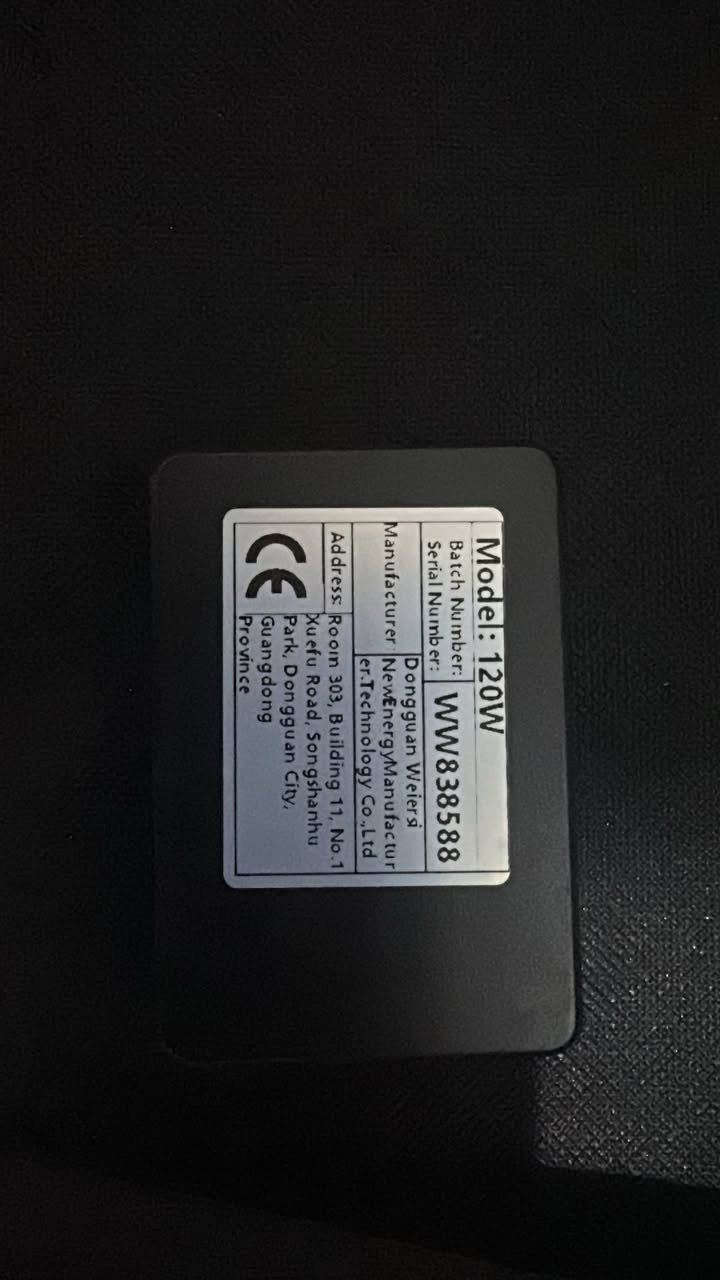 Model: 120W
Batch Number:
Serial Number:
WW838588
Manufacturer:
Dongguan Weiersi
NewEnergyManufactur
er.Technology Co.,Ltd
Address:
Room 303, Building 11, No.1
Xuefu Road, Songshanhu
Park, Dongguan City,
Guangdong
Province
CE